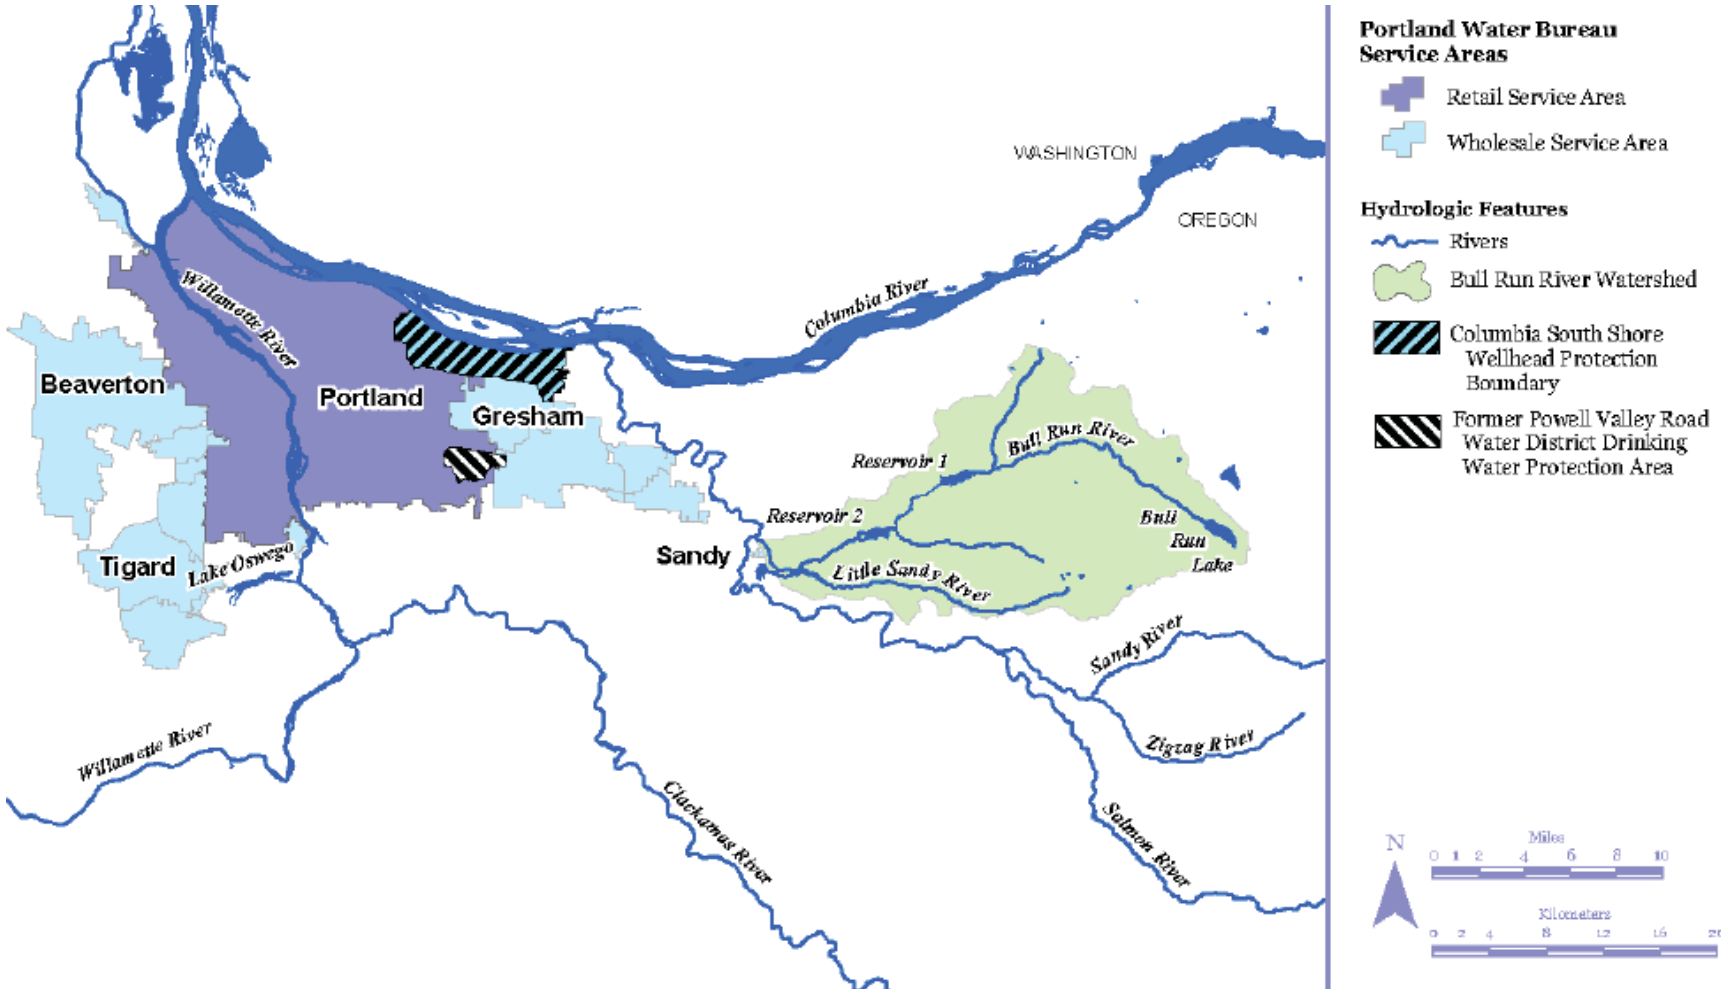 WASHINGTON
OREGON
Columbia River
Willamette River
Beaverton
Portland
Gresham
Bull Run River
Reservoir 1
Reservoir 2
Bull
Run
Lake
Sandy
Little Sandy River
Tigard
Lake Oswego
Sandy River
Zigzag River
Willamette River
Clackamas River
Salmon River
Portland Water Bureau
Service Areas
Retail Service Area
Wholesale Service Area
Hydrologic Features
Rivers
Bull Run River Watershed
Columbia South Shore
Wellhead Protection
Boundary
Former Powell Valley Road
Water District Drinking
Water Protection Area
N
Miles
0 1 2 4 6 8 10
Kilometers
0 2 4 8 12 16 20